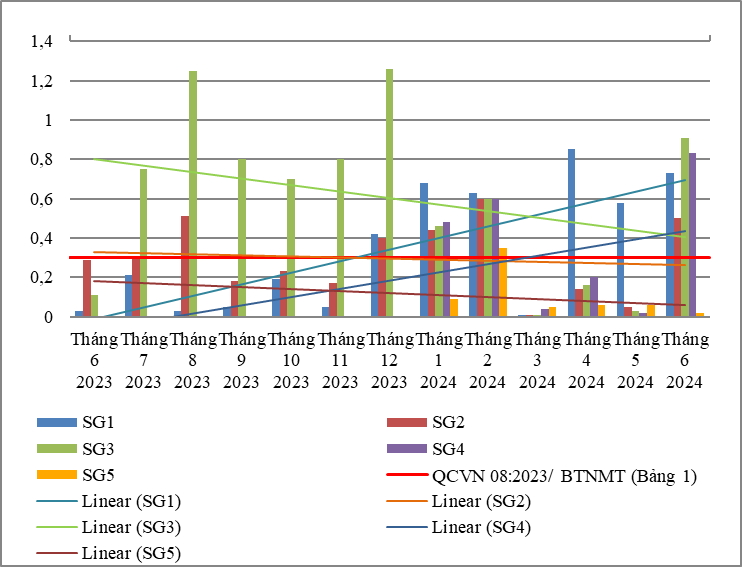 1,4
1,2
1
0,8
0,6
0,4
0,2
0
Tháng Tháng Tháng Tháng Tháng Tháng Tháng Tháng Tháng Tháng Tháng Tháng Tháng
6 7 8 9 10 11 12 1 2 3 4 5 6
2023 2023 2023 2023 2023 2023 2023 2024 2024 2024 2024 2024 2024
SG1 SG2
SG3 SG4
SG5 QCVN 08:2023/ BTNMT (Bảng 1)
Linear (SG1) Linear (SG2)
Linear (SG3) Linear (SG4)
Linear (SG5)